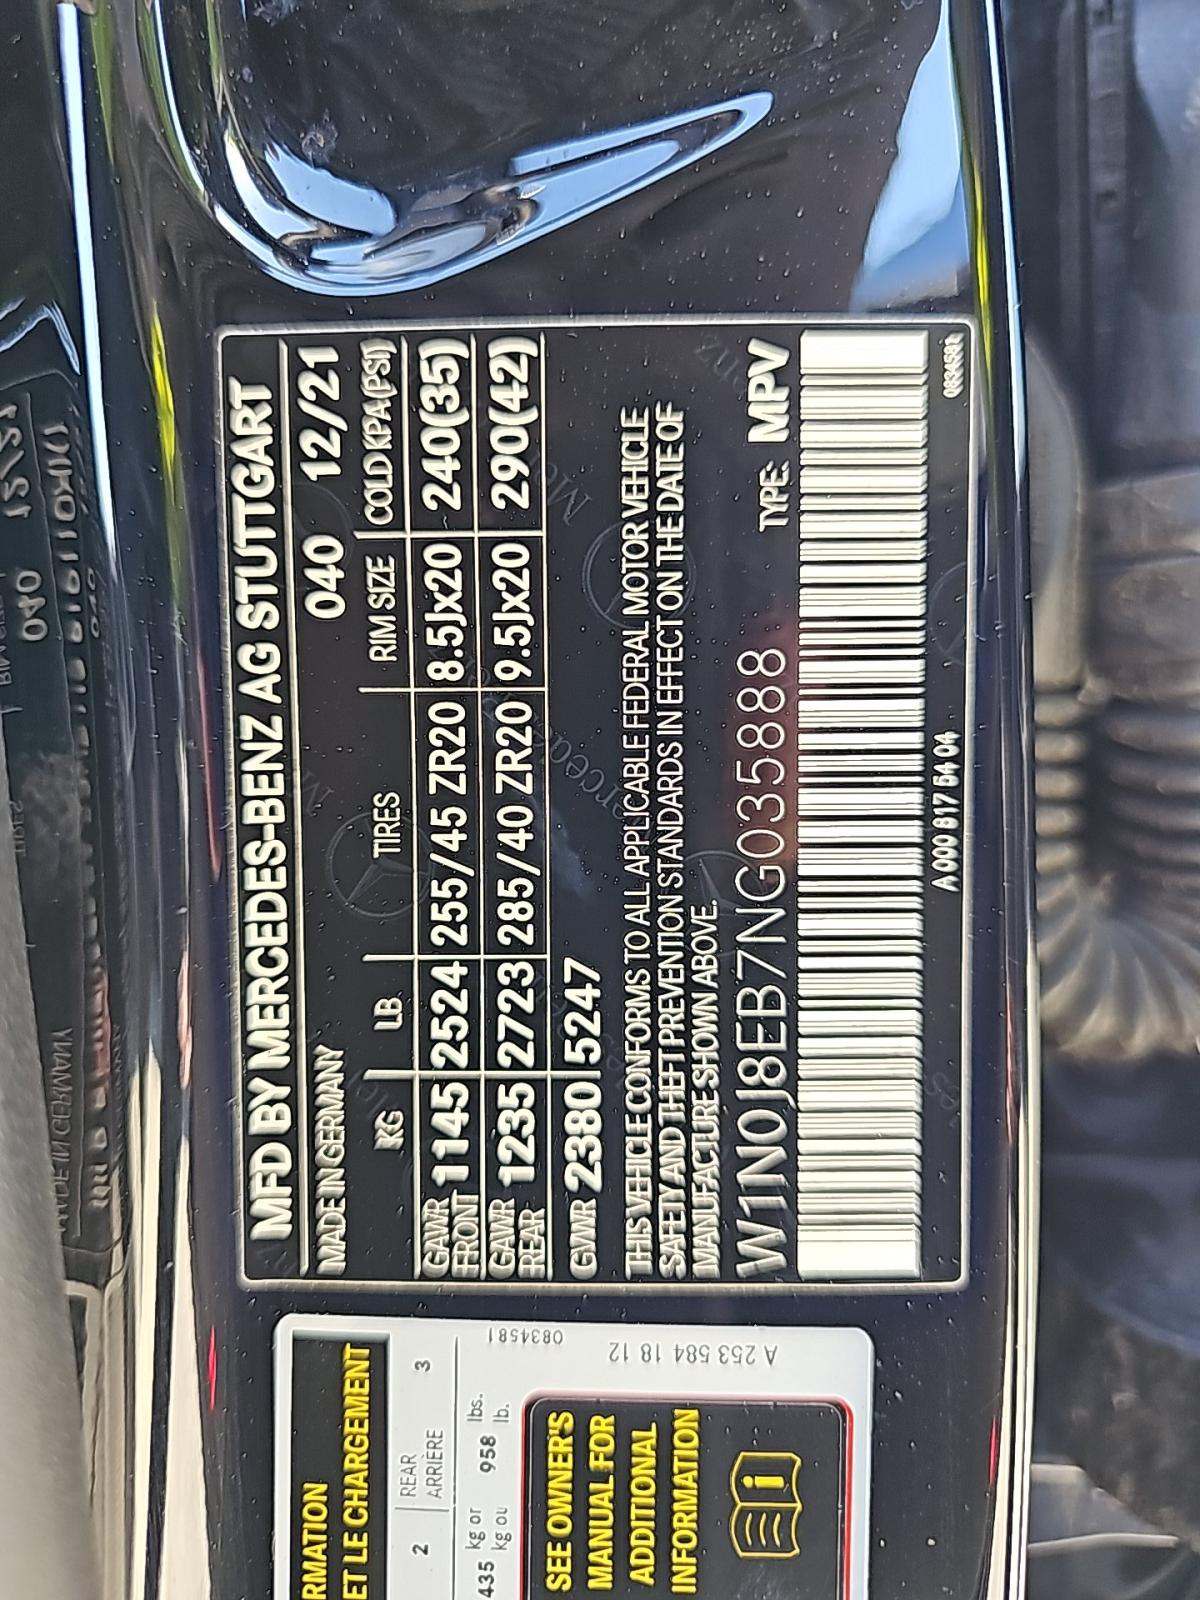 MFD BY MERCEDES-BENZ AG STUTTGART
MADE IN GERMANY 040 12/21
KG LB TIRES RIM SIZE COLD KPA(PSI)
GAWR FRONT 1145 2524 255/45 ZR20 8.5Jx20 240(35)
GAWR REAR 1235 2723 285/40 ZR20 9.5Jx20 290(42)
GVWR 2380 5247
THIS VEHICLE CONFORMS TO ALL APPLICABLE FEDERAL MOTOR VEHICLE
SAFETY AND THEFT PREVENTION STANDARDS IN EFFECT ON THE DATE OF
MANUFACTURE SHOWN ABOVE.
W1N0J8EB7NG035888 TYPE: MPV
A 000 817 54 04 0834581
RMATION
ET LE CHARGEMENT
2 REAR 3
ARRIÈRE
435 kg or 958 lbs.
kg ou lb.
0834581
A 253 584 18 12
SEE OWNER'S
MANUAL FOR
ADDITIONAL
INFORMATION